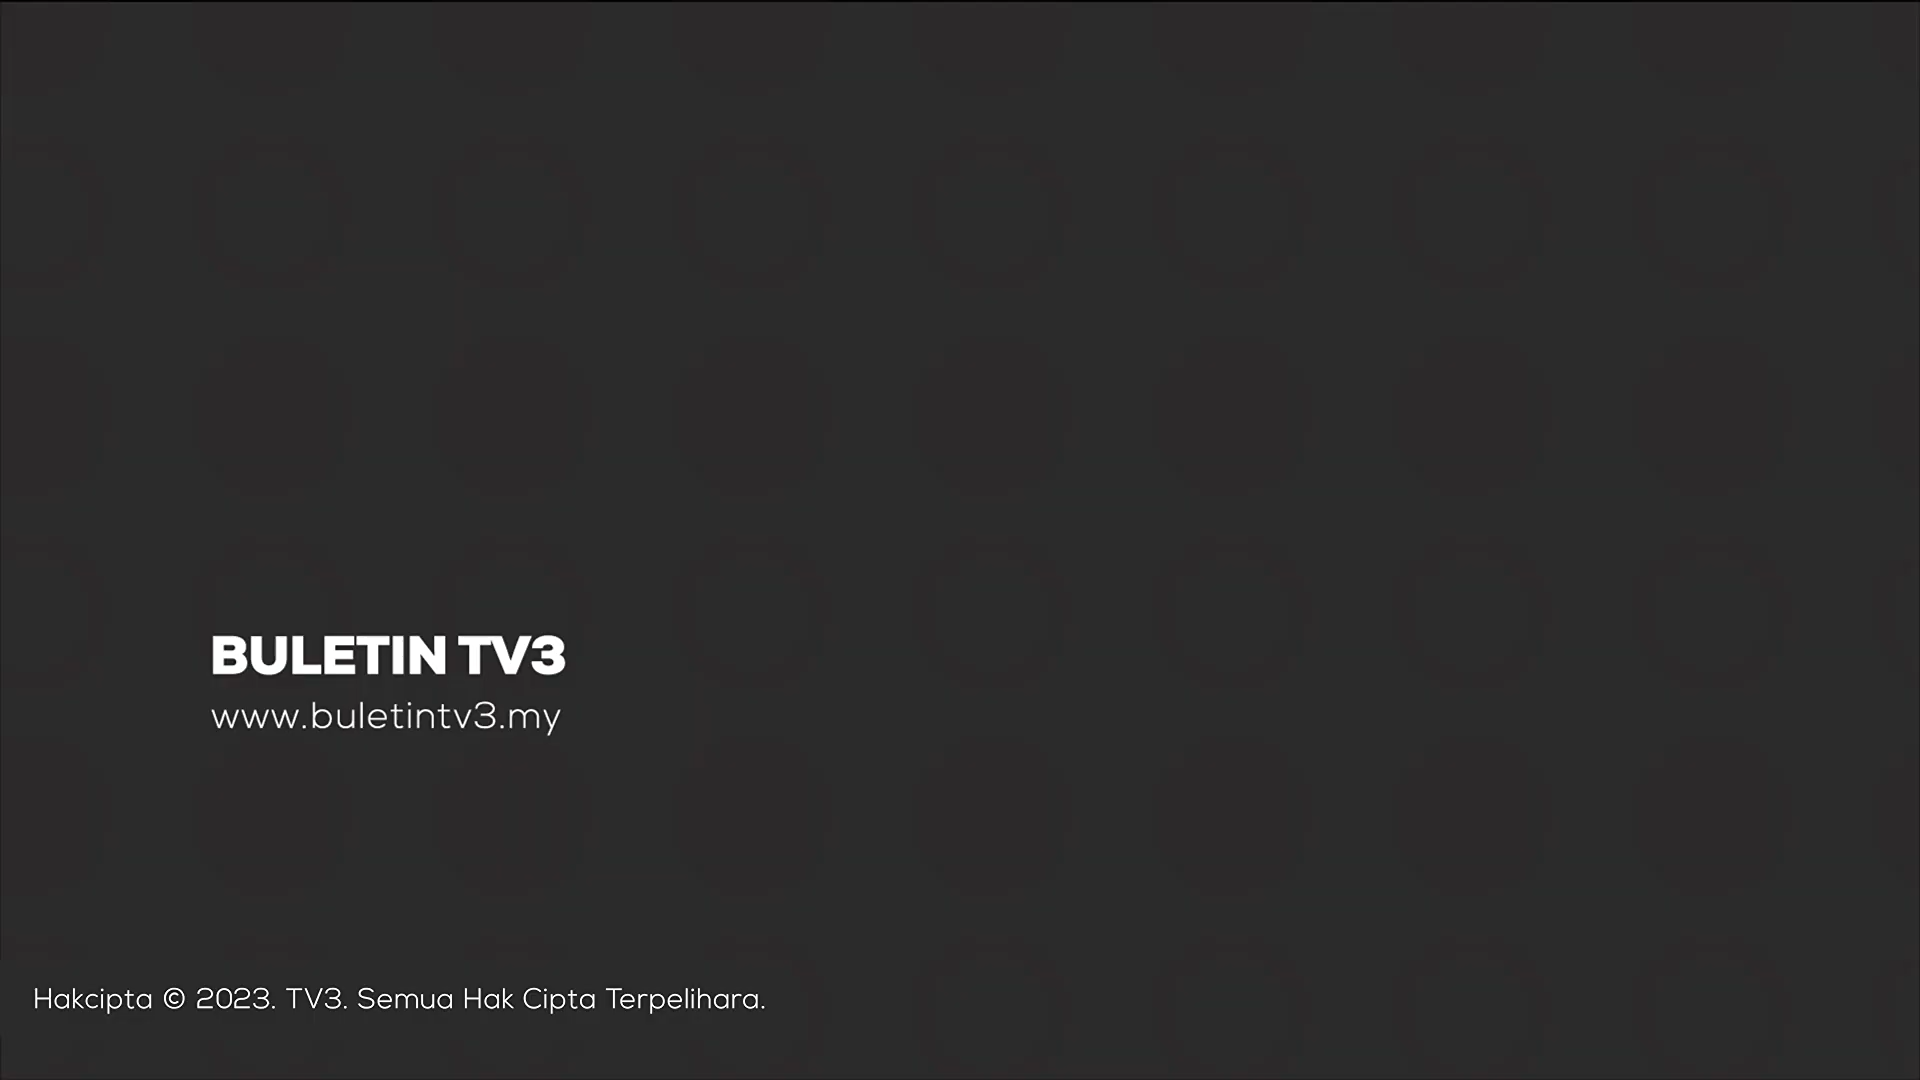 BULETIN TV3
www.buletintv3.my
Hakcipta © 2023. TV3. Semua Hak Cipta Terpelihara.